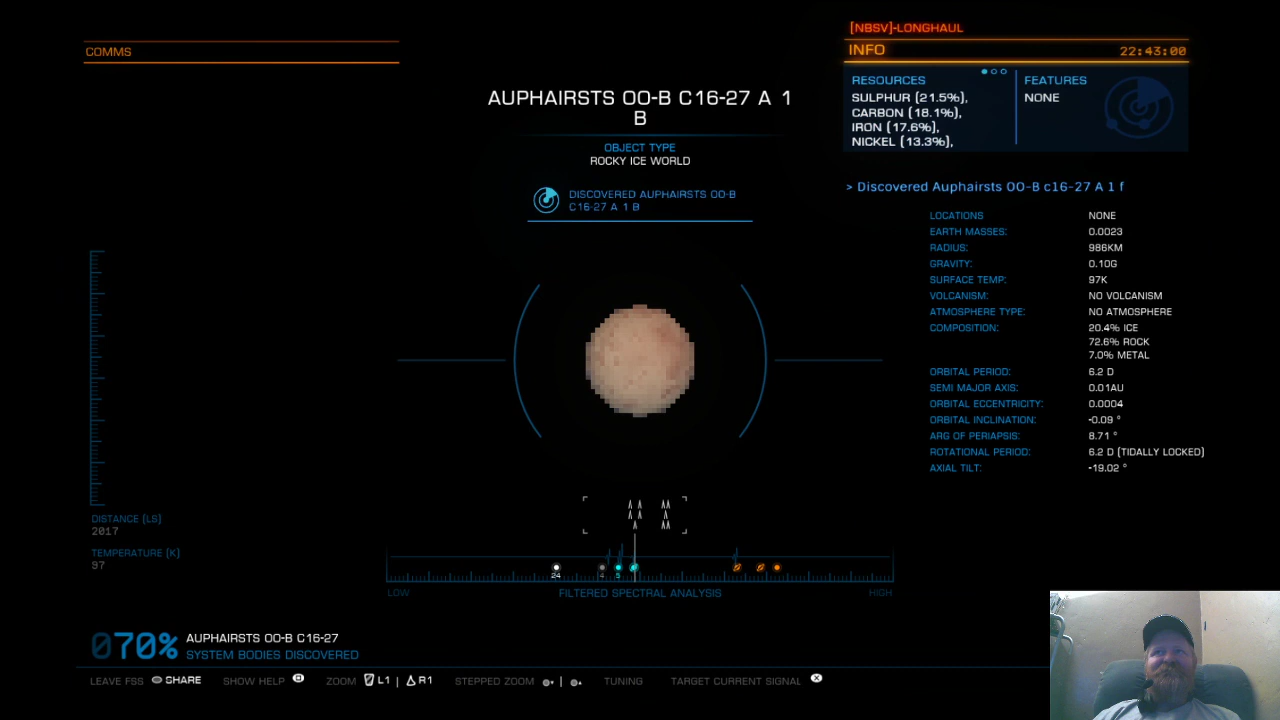 [NBSV]-LONGHAUL
COMMS
INFO
22:43:00
RESOURCES
SULPHUR (21.5%),
CARBON (18.1%),
IRON (17.6%),
NICKEL (13.3%),
FEATURES
NONE
AUPHAIRSTS OO-B C16-27 A 1
B
OBJECT TYPE
ROCKY ICE WORLD
DISCOVERED AUPHAIRSTS OO-B
C16-27 A 1 B
> Discovered Auphairsts OO-B c16-27 A 1 f
LOCATIONS NONE
EARTH MASSES: 0.0023
RADIUS: 986KM
GRAVITY: 0.10G
SURFACE TEMP: 97K
VOLCANISM: NO VOLCANISM
ATMOSPHERE TYPE: NO ATMOSPHERE
COMPOSITION: 20.4% ICE
72.6% ROCK
7.0% METAL
ORBITAL PERIOD: 6.2 D
SEMI MAJOR AXIS: 0.01AU
ORBITAL ECCENTRICITY: 0.0004
ORBITAL INCLINATION: -0.09 °
ARG OF PERIAPSIS: 8.71 °
ROTATIONAL PERIOD: 6.2 D (TIDALLY LOCKED)
AXIAL TILT: -19.02 °
DISTANCE (LS)
2017
TEMPERATURE (K)
97
24 4 5
LOW
FILTERED SPECTRAL ANALYSIS
HIGH
070% AUPHAIRSTS OO-B C16-27
SYSTEM BODIES DISCOVERED
LEAVE FSS SHARE SHOW HELP ZOOM L1 | R1 STEPPED ZOOM | TUNING TARGET CURRENT SIGNAL